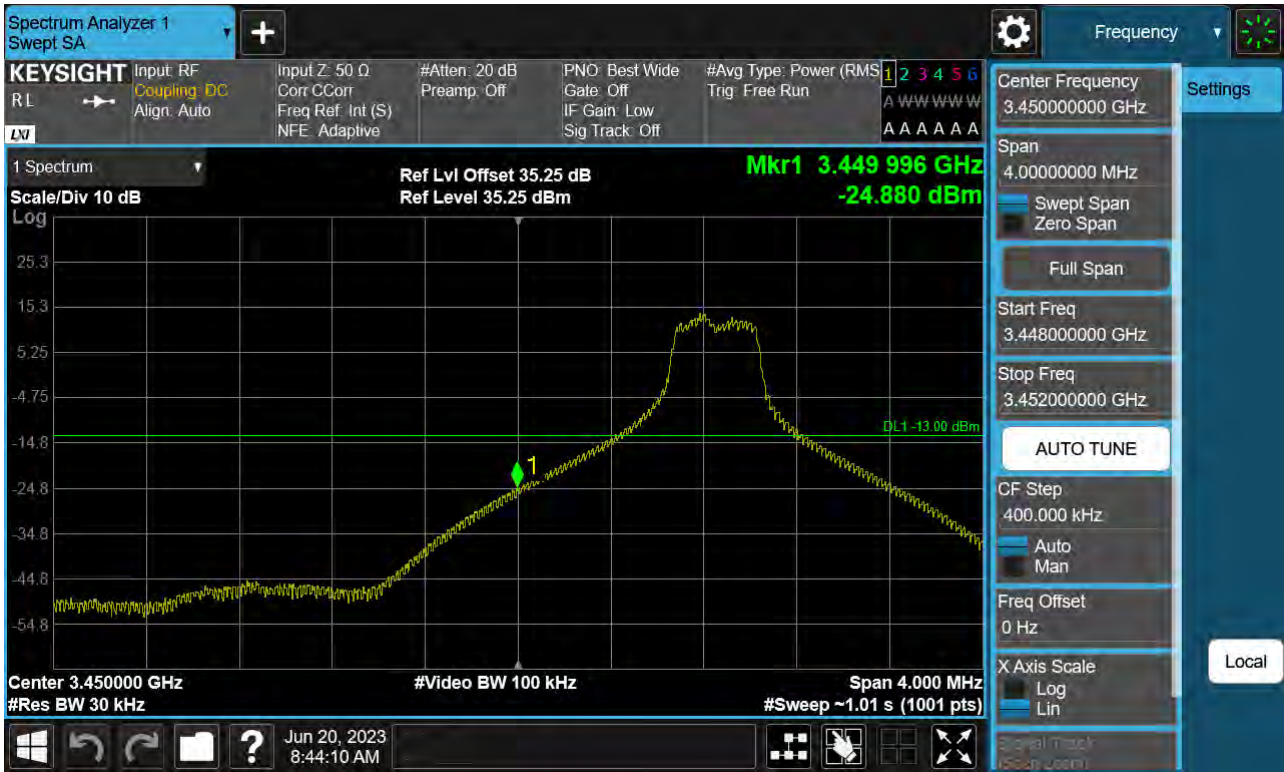 Spectrum Analyzer 1
Swept SA
+
Frequency
KEYSIGHT
RL
LXI
Input: RF
Coupling: DC
Align: Auto
Input Z: 50 Ω
Corr CCorr
Freq Ref: Int (S)
NFE: Adaptive
#Atten: 20 dB
Preamp: Off
PNO: Best Wide
Gate: Off
IF Gain: Low
Sig Track: Off
#Avg Type: Power (RMS
Trig: Free Run
1 2 3 4 5 6
A W W W W W
A A A A A A
1 Spectrum
Scale/Div 10 dB
Log
Ref Lvl Offset 35.25 dB
Ref Level 35.25 dBm
Mkr1 3.449 996 GHz
-24.880 dBm
25.3
15.3
5.25
-4.75
-14.8
-24.8
-34.8
-44.8
-54.8
1
DL1 -13.00 dBm
Center 3.450000 GHz
#Res BW 30 kHz
#Video BW 100 kHz
Span 4.000 MHz
#Sweep ~1.01 s (1001 pts)
Center Frequency
3.450000000 GHz
Settings
Span
4.00000000 MHz
Swept Span
Zero Span
Full Span
Start Freq
3.448000000 GHz
Stop Freq
3.452000000 GHz
AUTO TUNE
CF Step
400.000 kHz
Auto
Man
Freq Offset
0 Hz
X Axis Scale
Log
Lin
Local
Signal Track
(Span Zoom)
?
Jun 20, 2023
8:44:10 AM